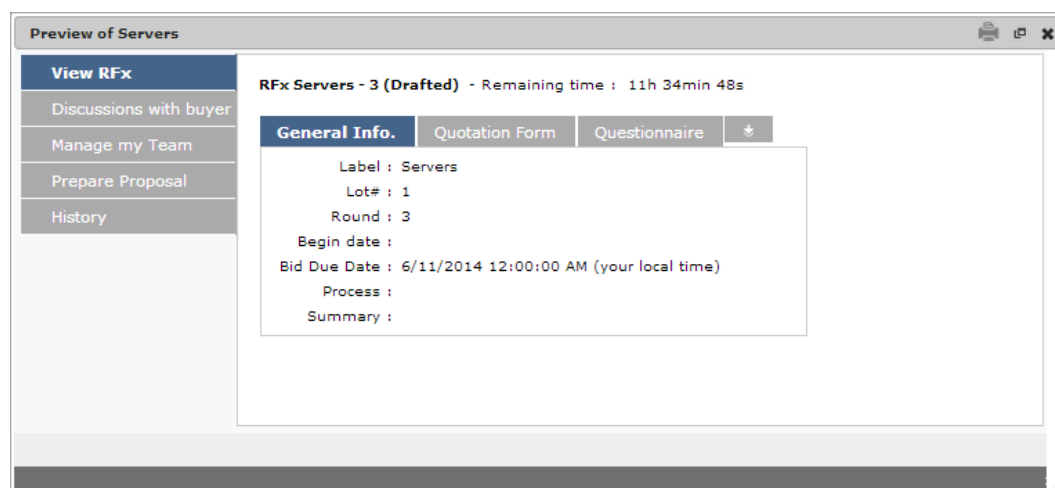 Preview of Servers
View RFx
Discussions with buyer
Manage my Team
Prepare Proposal
History
RFx Servers - 3 (Drafted) - Remaining time : 11h 34min 48s
General Info. Quotation Form Questionnaire
Label : Servers
Lot# : 1
Round : 3
Begin date :
Bid Due Date : 6/11/2014 12:00:00 AM (your local time)
Process :
Summary :